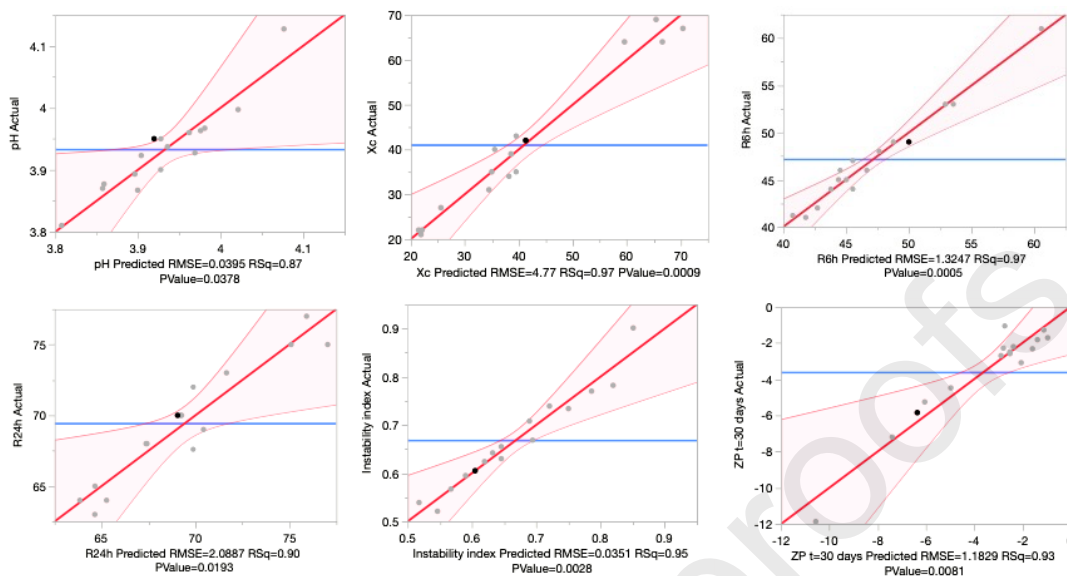 pH Actual
4.1
4
3.9
3.8
3.8 3.9 4 4.1
pH Predicted RMSE=0.0395 RSq=0.87
PValue=0.0378
Xc Actual
70
60
50
40
30
20
20 30 40 50 60 70
Xc Predicted RMSE=4.77 RSq=0.97 PValue=0.0009
R6h Actual
60
55
50
45
40
40 45 50 55 60
R6h Predicted RMSE=1.3247 RSq=0.97
PValue=0.0005
R24h Actual
75
70
65
65 70 75
R24h Predicted RMSE=2.0887 RSq=0.90
PValue=0.0193
Instability index Actual
0.9
0.8
0.7
0.6
0.5
0.5 0.6 0.7 0.8 0.9
Instability index Predicted RMSE=0.0351 RSq=0.95
PValue=0.0028
ZP t=30 days Actual
0
-2
-4
-6
-8
-10
-12
-12 -10 -8 -6 -4 -2 0
ZP t=30 days Predicted RMSE=1.1829 RSq=0.93
PValue=0.0081
proofs